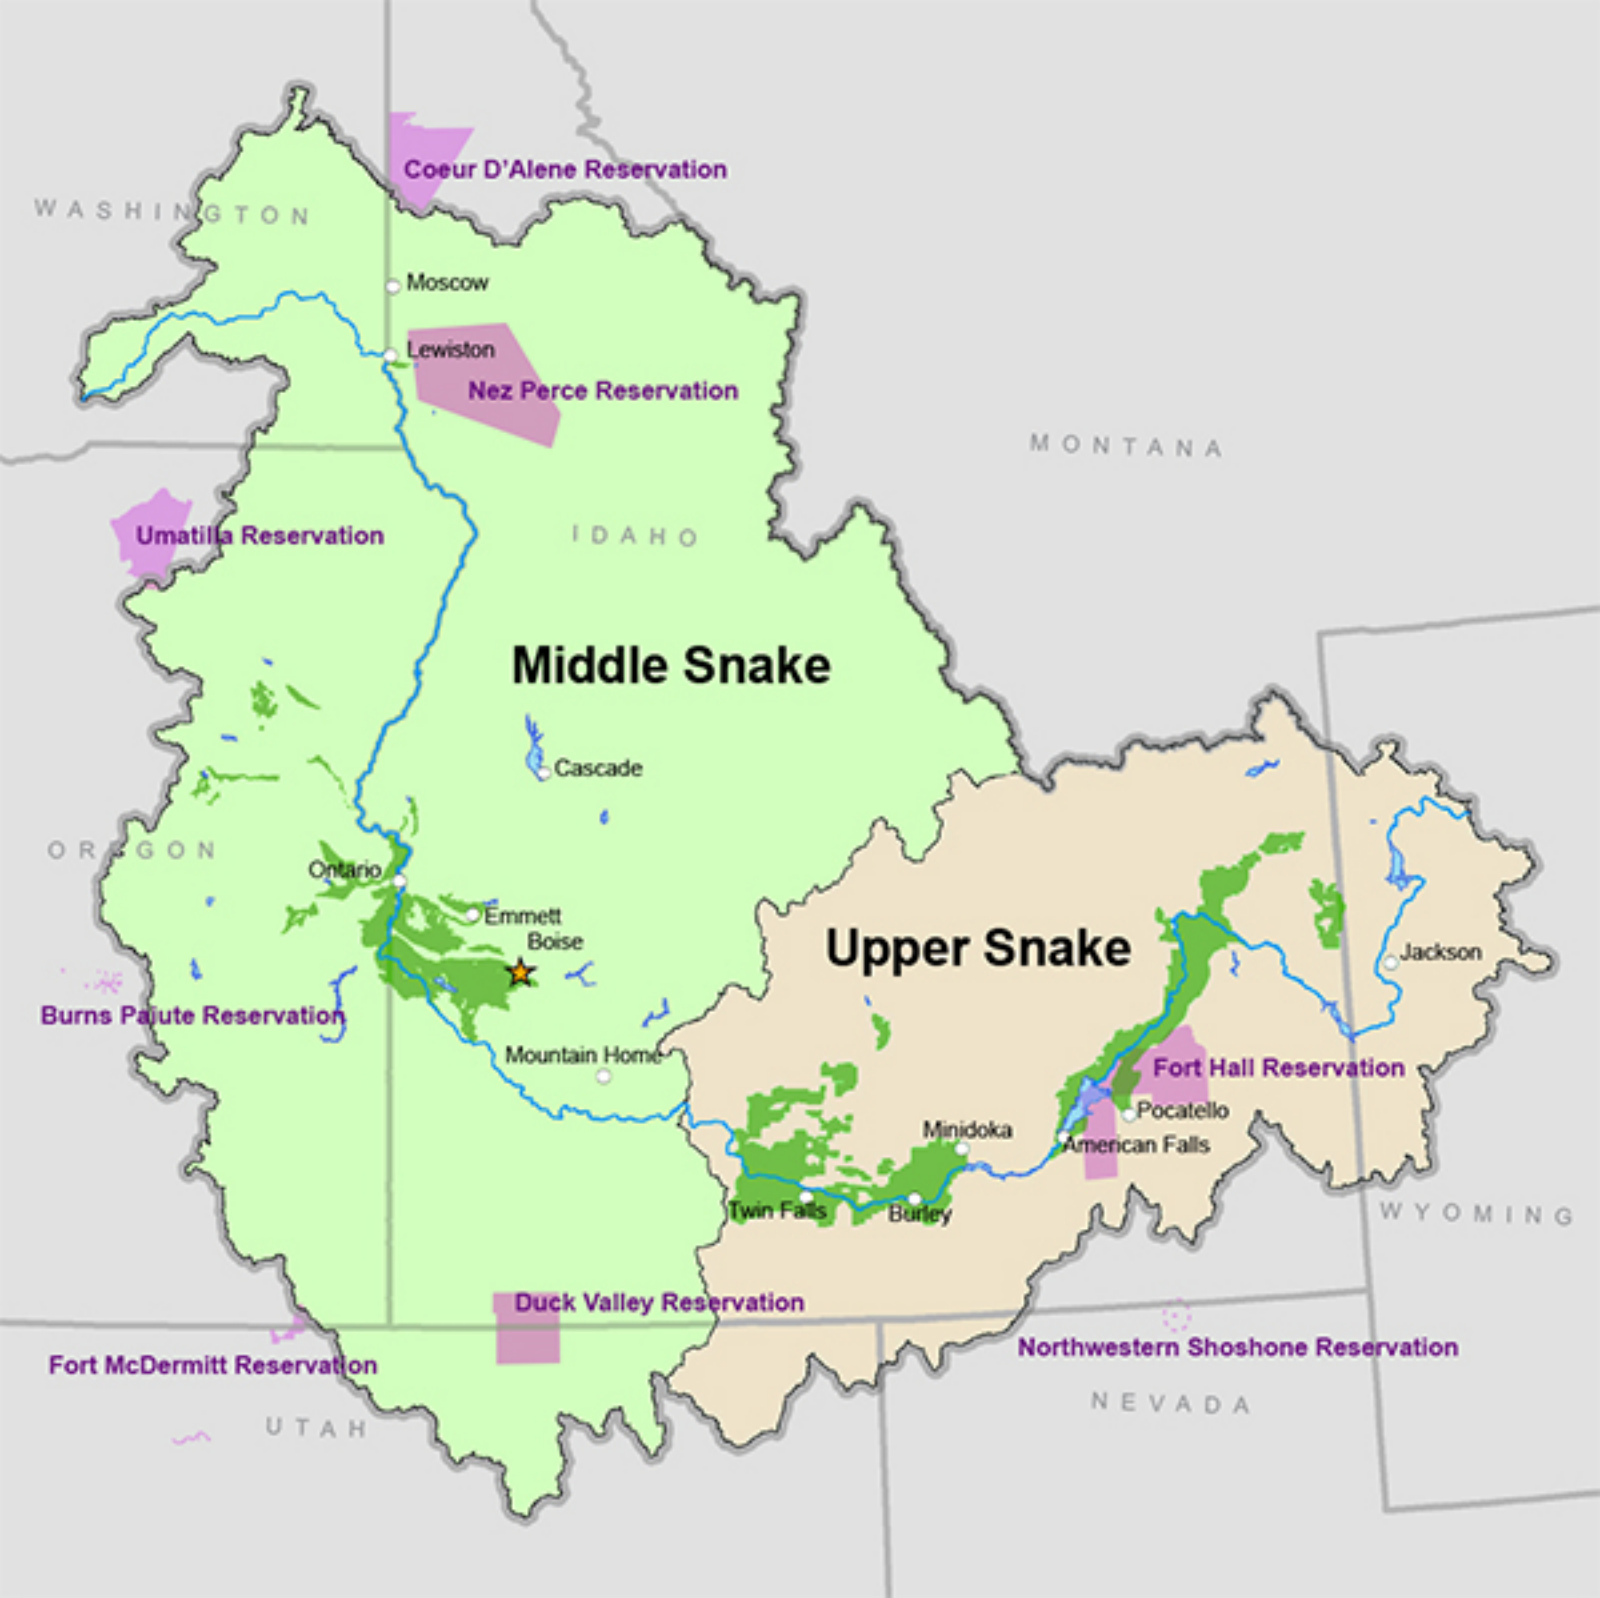 Coeur D'Alene Reservation
WASHINGTON
Moscow
Lewiston
Nez Perce Reservation
MONTANA
Umatilla Reservation
IDAHO
Middle Snake
Cascade
OREGON
Ontario
Emmett
Boise
Upper Snake
Jackson
Burns Paiute Reservation
Mountain Home
Fort Hall Reservation
Pocatello
Minidoka
American Falls
Twin Falls
Burley
WYOMING
Duck Valley Reservation
Northwestern Shoshone Reservation
Fort McDermitt Reservation
NEVADA
UTAH